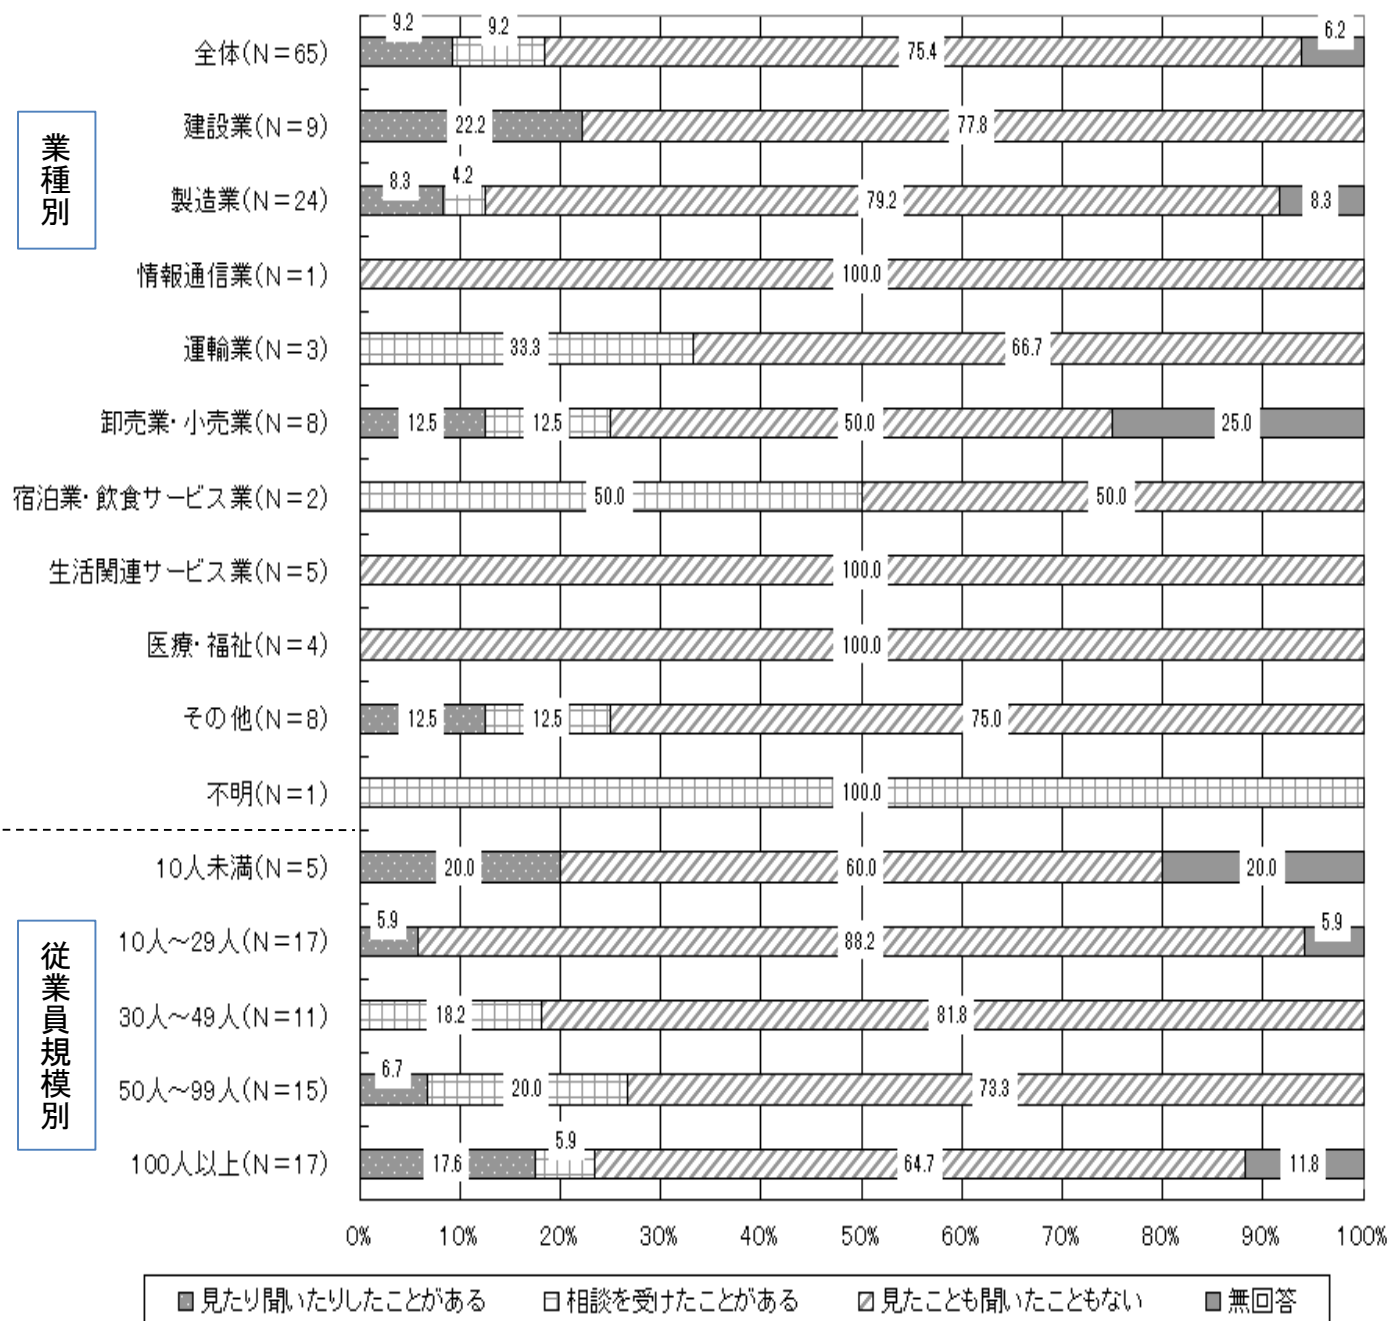 9.2 9.2 6.2
全体(N=65) 75.4
業種別
建設業(N=9) 22.2 77.8
8.3 4.2
製造業(N=24) 79.2 8.3
情報通信業(N=1) 100.0
運輸業(N=3) 33.3 66.7
卸売業・小売業(N=8) 12.5 12.5 50.0 25.0
宿泊業・飲食サービス業(N=2) 50.0 50.0
生活関連サービス業(N=5) 100.0
医療・福祉(N=4) 100.0
その他(N=8) 12.5 12.5 75.0
不明(N=1) 100.0
従業員規模別
10人未満(N=5) 20.0 60.0 20.0
5.9 5.9
10人～29人(N=17) 88.2
30人～49人(N=11) 18.2 81.8
6.7
50人～99人(N=15) 20.0 73.3
5.9
100人以上(N=17) 17.6 64.7 11.8
0% 10% 20% 30% 40% 50% 60% 70% 80% 90% 100%
見たり聞いたりしたことがある 相談を受けたことがある 見たことも聞いたこともない 無回答